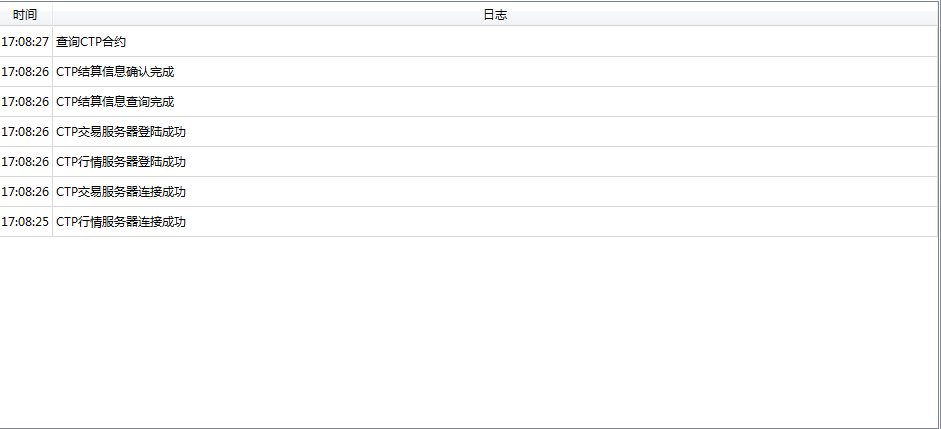 时间 日志
17:08:27 查询CTP合约
17:08:26 CTP结算信息确认完成
17:08:26 CTP结算信息查询完成
17:08:26 CTP交易服务器登陆成功
17:08:26 CTP行情服务器登陆成功
17:08:26 CTP交易服务器连接成功
17:08:25 CTP行情服务器连接成功